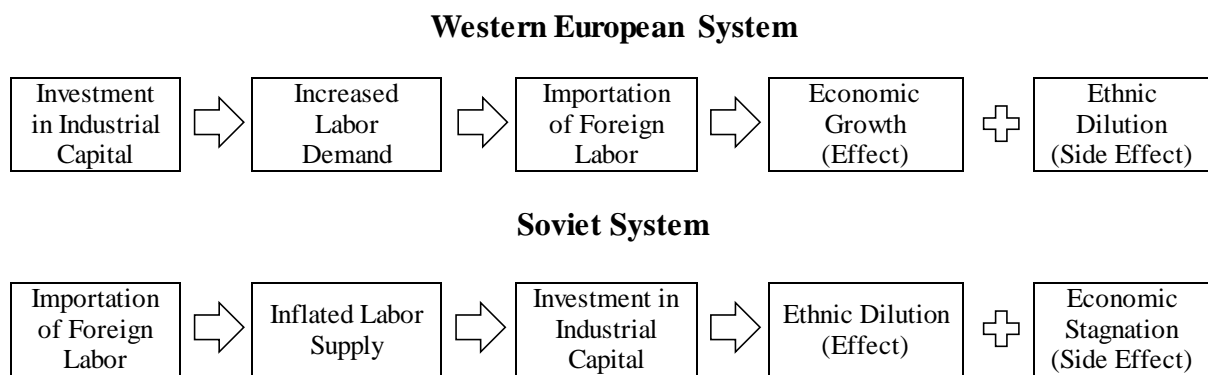 Western European System
Investment
in Industrial
Capital
Increased
Labor
Demand
Importation
of Foreign
Labor
Economic
Growth
(Effect)
Ethnic
Dilution
(Side Effect)
Soviet System
Importation
of Foreign
Labor
Inflated Labor
Supply
Investment in
Industrial
Capital
Ethnic Dilution
(Effect)
Economic
Stagnation
(Side Effect)